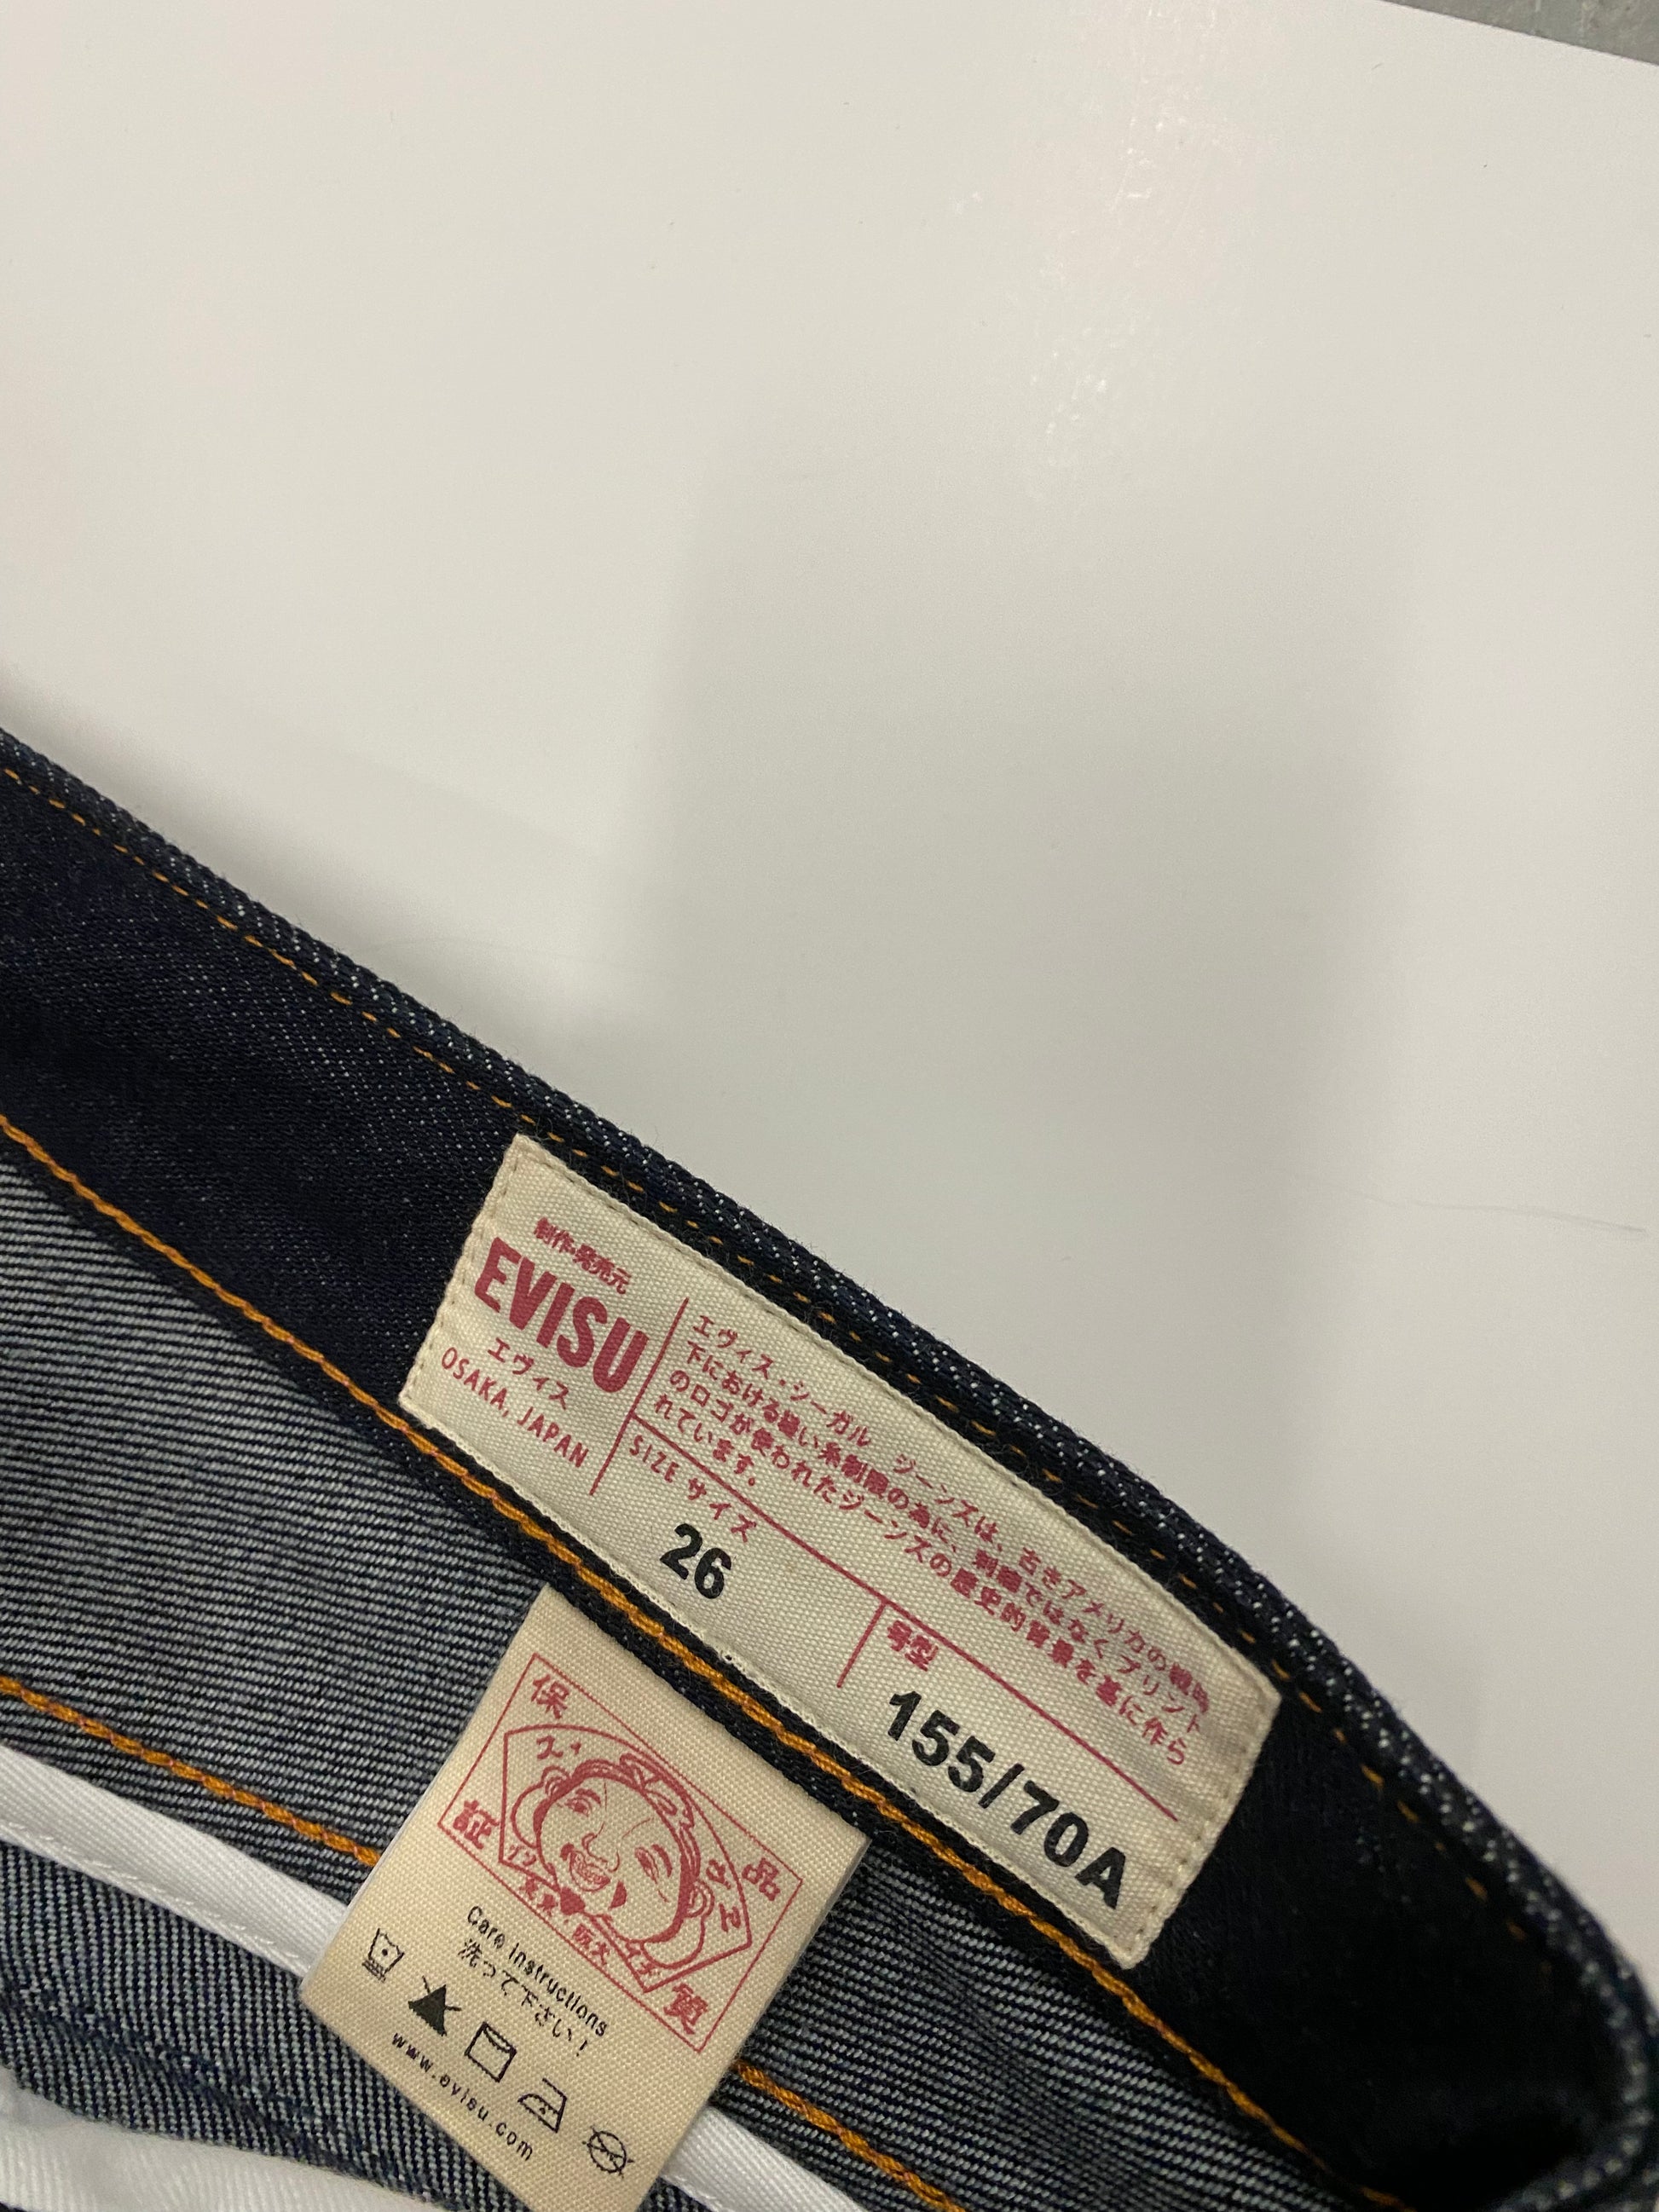 制作・発売元
EVISU
エヴィス
OSAKA, JAPAN
エヴィス・シーガル ジーンズは、古きアメリカの戦時
下における縫い糸制限の為に、刺繍ではなくプリント
のロゴが使われたジーンズの歴史的背景を基に作ら
れています。
SIZE サイズ
26
号型
155/70A
保
証
品
質
大阪
Care instructions
洗って下さい!
www.evisu.com